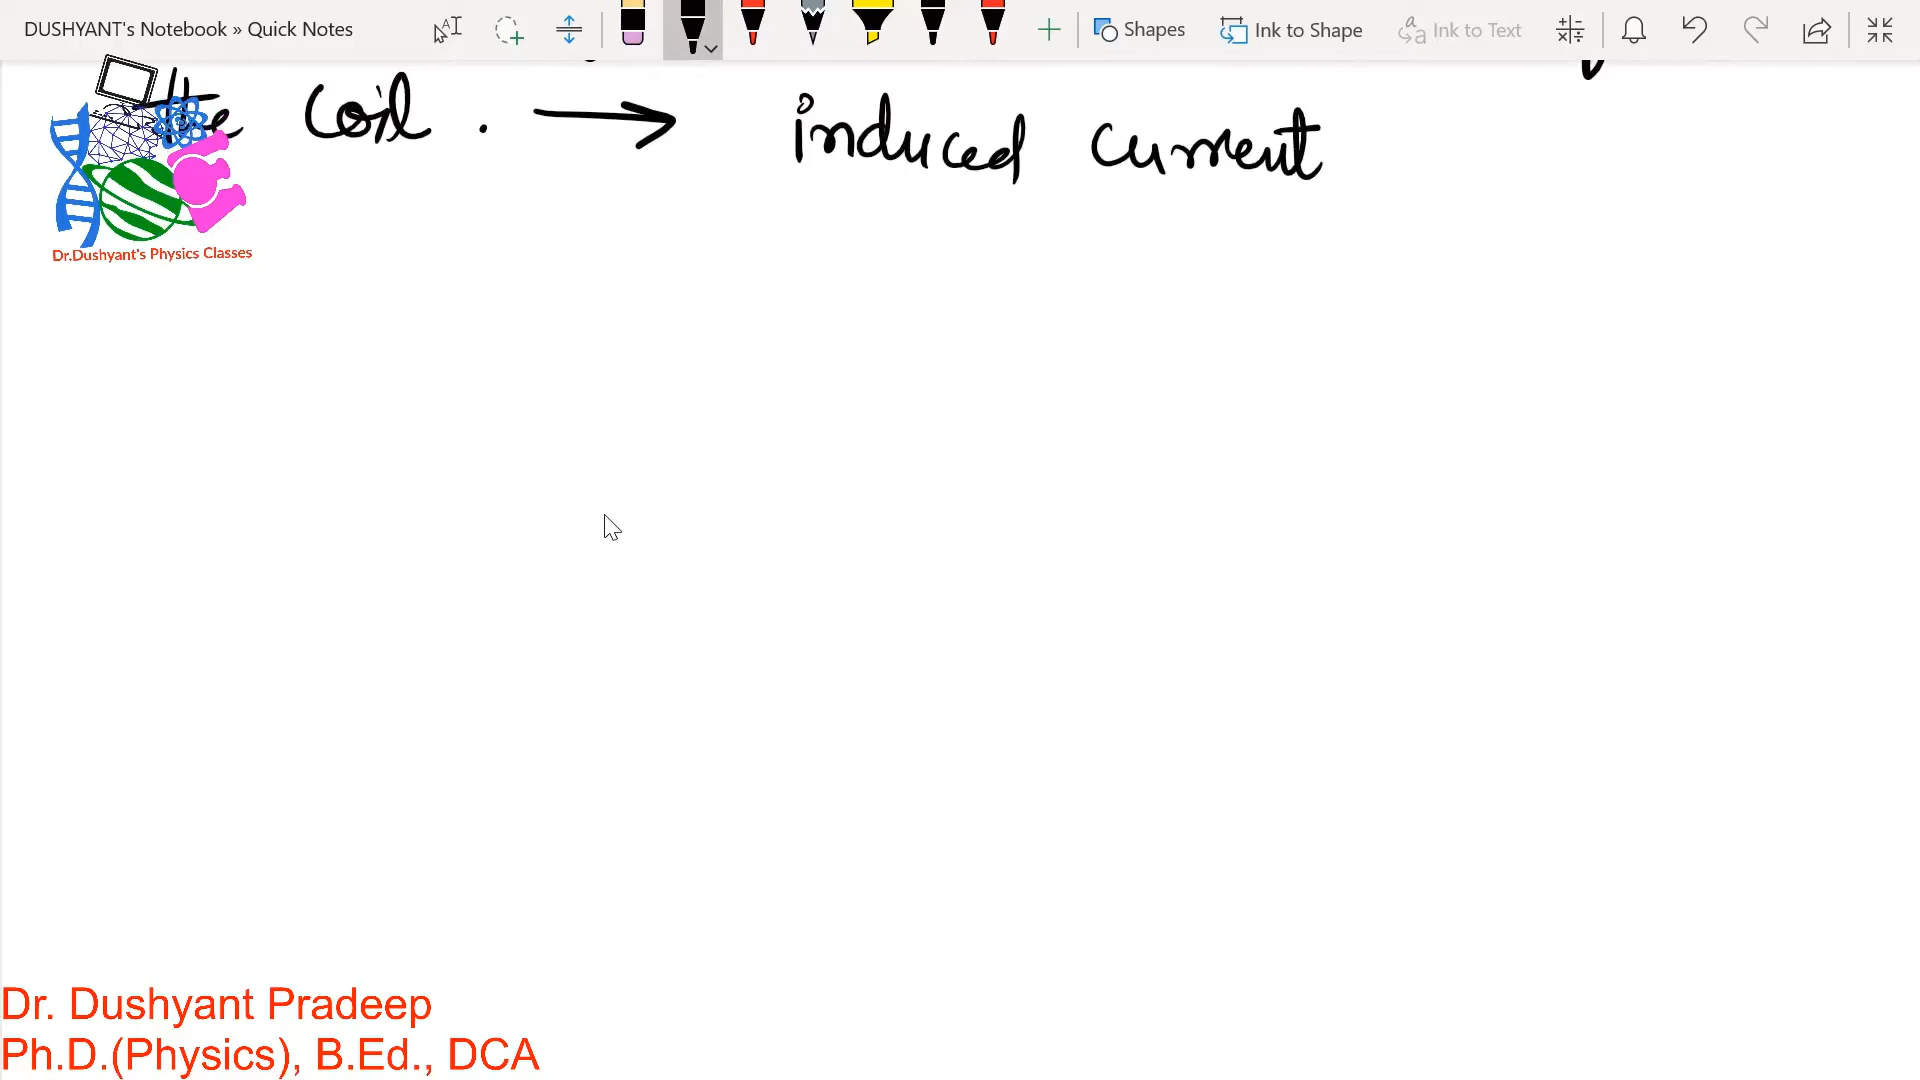 DUSHYANT's Notebook » Quick Notes Shapes Ink to Shape Ink to Text
the coil. → induced current
Dr.Dushyant's Physics Classes
Dr. Dushyant Pradeep
Ph.D.(Physics), B.Ed., DCA